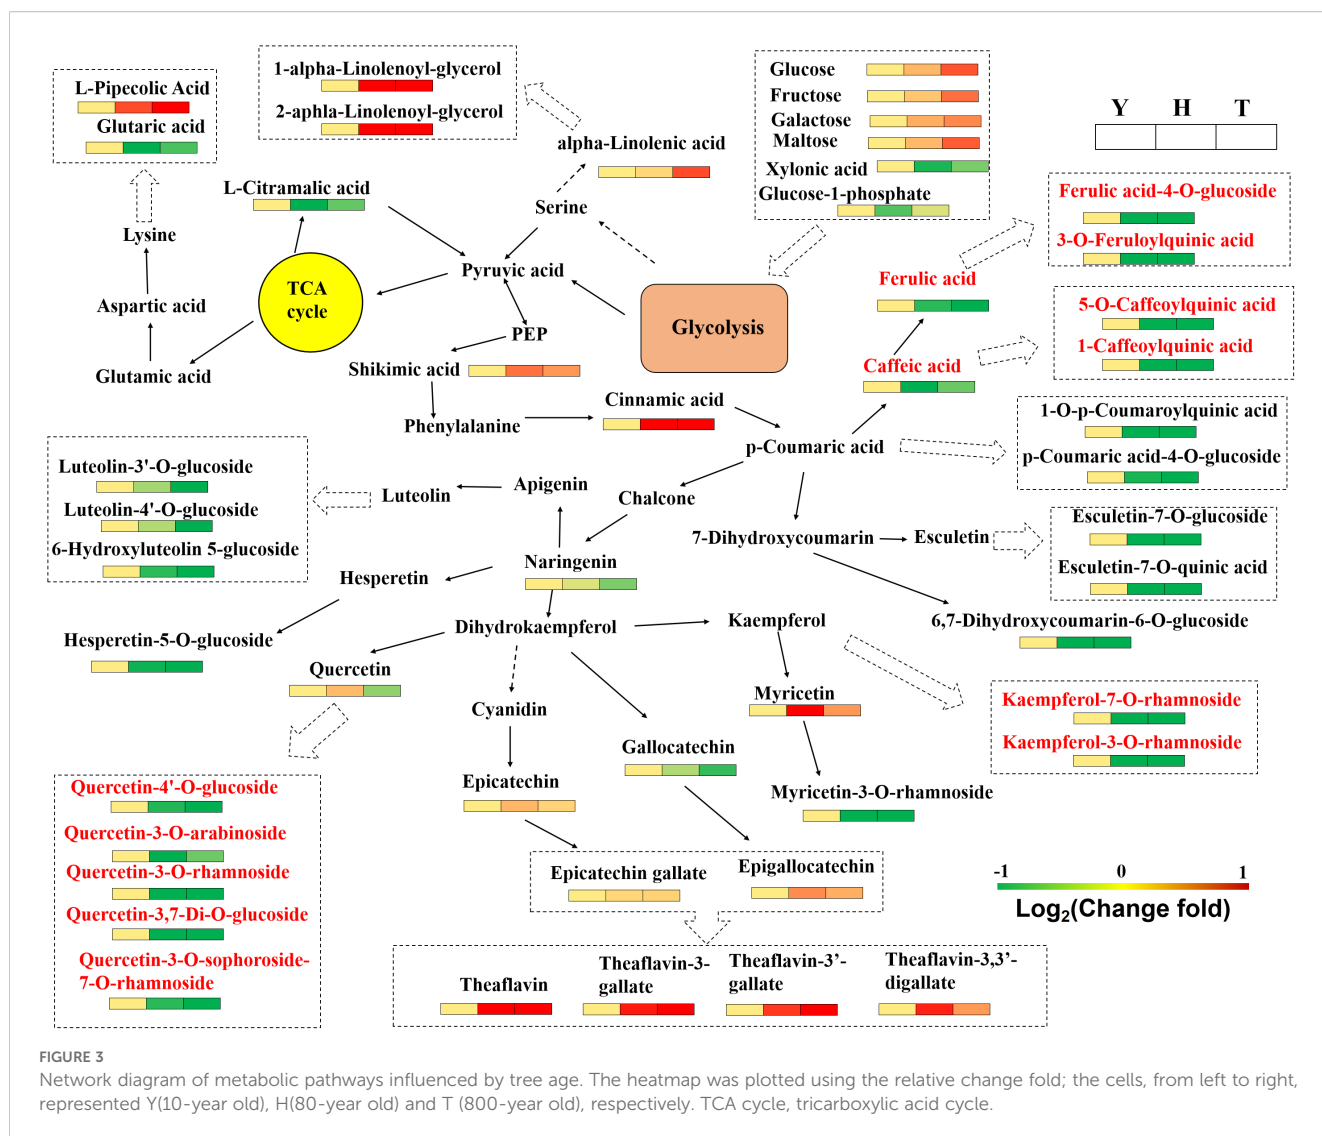 L-Pipecolic Acid
Glutaric acid
1-alpha-Linolenoyl-glycerol
2-aphla-Linolenoyl-glycerol
alpha-Linolenic acid
Glucose
Fructose
Galactose
Maltose
Xylonic acid
Glucose-1-phosphate
Y H T
L-Citramalic acid
Serine
Lysine
Pyruvic acid
TCA
cycle
Aspartic acid
Glutamic acid
PEP
Glycolysis
Shikimic acid
Phenylalanine
Cinnamic acid
p-Coumaric acid
Ferulic acid
Caffeic acid
Ferulic acid-4-O-glucoside
3-O-Feruloylquinic acid
5-O-Caffeoylquinic acid
1-Caffeoylquinic acid
1-O-p-Coumaroylquinic acid
p-Coumaric acid-4-O-glucoside
Luteolin-3'-O-glucoside
Luteolin-4'-O-glucoside
6-Hydroxyluteolin 5-glucoside
Luteolin
Apigenin
Chalcone
7-Dihydroxycoumarin
Esculetin
Esculetin-7-O-glucoside
Esculetin-7-O-quinic acid
Naringenin
Hesperetin
Hesperetin-5-O-glucoside
Dihydrokaempferol
Kaempferol
6,7-Dihydroxycoumarin-6-O-glucoside
Quercetin
Cyanidin
Myricetin
Kaempferol-7-O-rhamnoside
Kaempferol-3-O-rhamnoside
Gallocatechin
Epicatechin
Myricetin-3-O-rhamnoside
Quercetin-4'-O-glucoside
Quercetin-3-O-arabinoside
Quercetin-3-O-rhamnoside
Quercetin-3,7-Di-O-glucoside
Quercetin-3-O-sophoroside-
7-O-rhamnoside
Epicatechin gallate
Epigallocatechin
-1 0 1
Log2(Change fold)
Theaflavin
Theaflavin-3-
gallate
Theaflavin-3’-
gallate
Theaflavin-3,3’-
digallate
FIGURE 3
Network diagram of metabolic pathways influenced by tree age. The heatmap was plotted using the relative change fold; the cells, from left to right,
represented Y(10-year old), H(80-year old) and T (800-year old), respectively. TCA cycle, tricarboxylic acid cycle.